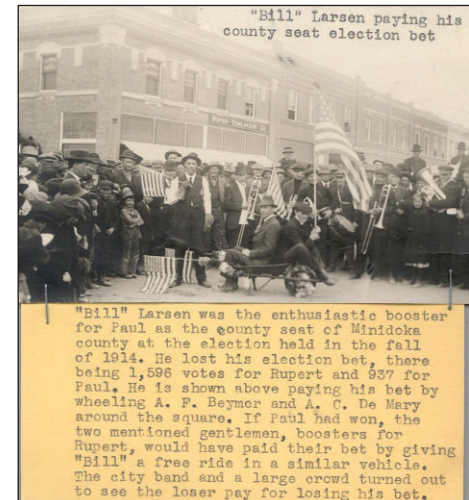 "Bill" Larsen paying his
county seat election bet
"Bill" Larsen was the enthusiastic booster
for Paul as the county seat of Minidoka
county at the election held in the fall
of 1914. He lost his election bet, there
being 1,596 votes for Rupert and 937 for
Paul. He is shown above paying his bet by
wheeling A. F. Beymer and A. C. De Mary
around the square. If Paul had won, the
two mentioned gentlemen, boosters for
Rupert, would have paid their bet by giving
"Bill" a free ride in a similar vehicle.
The city band and a large crowd turned out
to see the loser pay for losing his bet.